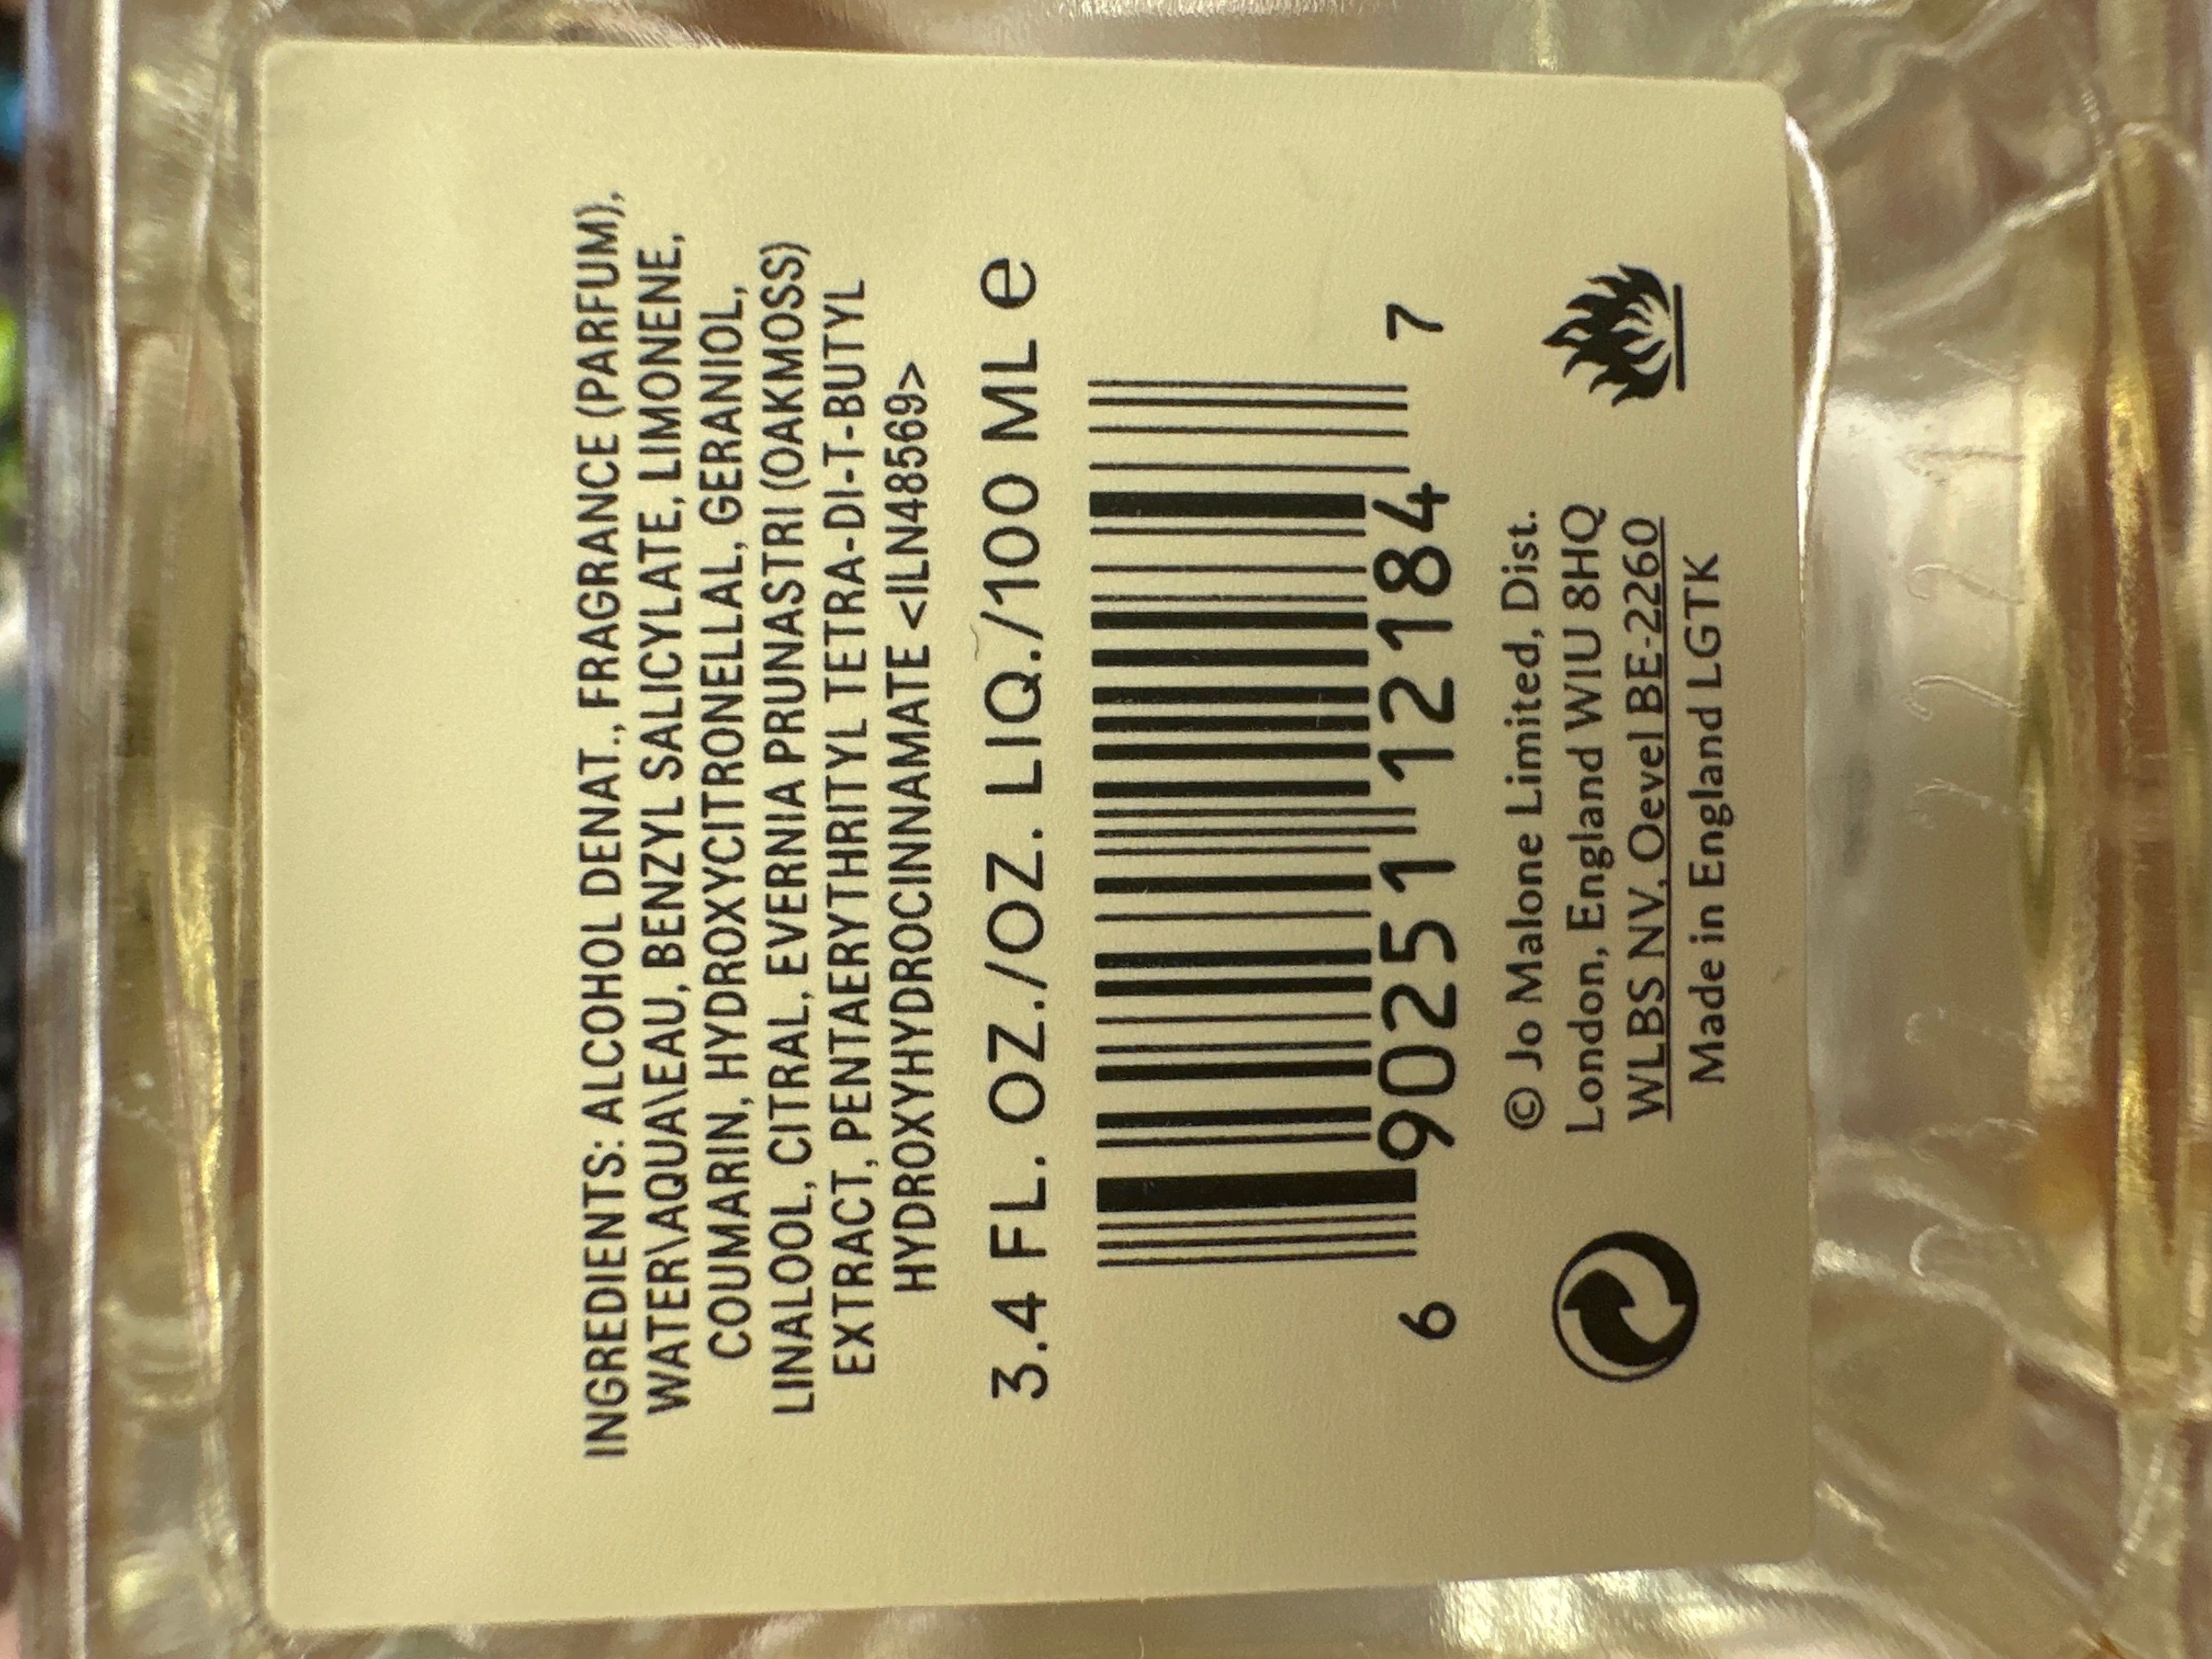 INGREDIENTS: ALCOHOL DENAT., FRAGRANCE (PARFUM),
WATER\AQUA\EAU, BENZYL SALICYLATE, LIMONENE,
COUMARIN, HYDROXYCITRONELLAL, GERANIOL,
LINALOOL, CITRAL, EVERNIA PRUNASTRI (OAKMOSS)
EXTRACT, PENTAERYTHRITYL TETRA-DI-T-BUTYL
HYDROXYHYDROCINNAMATE <ILN48569>
3.4 FL. OZ./OZ. LIQ./100 ML e
6 90251 12184 7
© Jo Malone Limited, Dist.
London, England W1U 8HQ
WLBS NV, Oevel BE-2260
Made in England LGTK